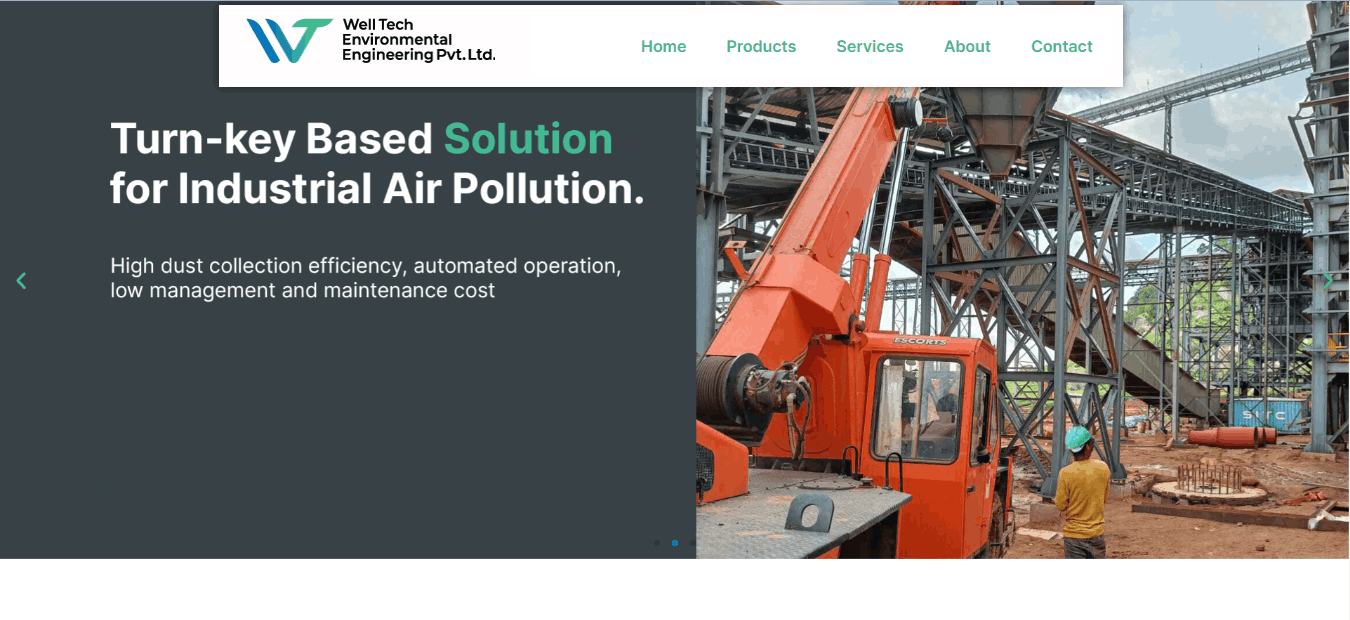 Well Tech
Environmental
Engineering Pvt. Ltd.
Home Products Services About Contact
Turn-key Based Solution
for Industrial Air Pollution.
High dust collection efficiency, automated operation,
low management and maintenance cost
ESCORTS
SITC